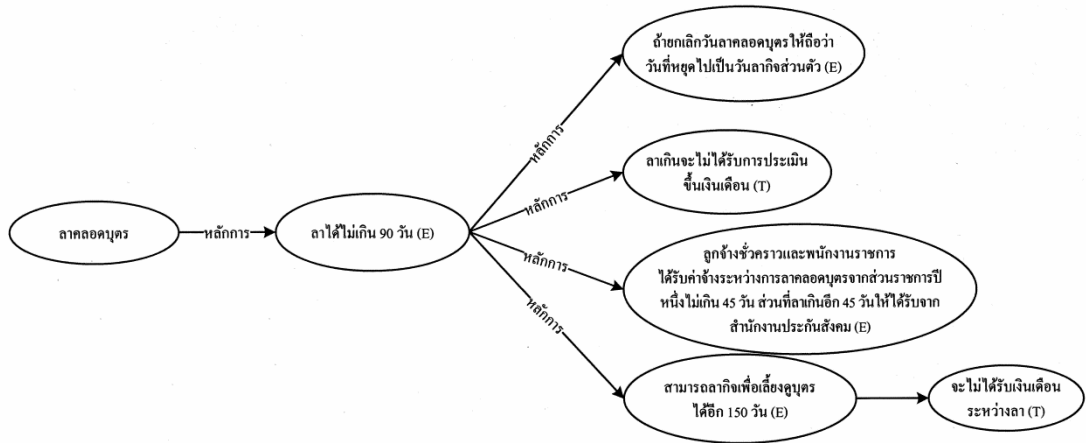 ถ้ายกเลิกวันลาคลอดบุตรให้ถือว่า
วันที่หยุดไปเป็นวันลากิจส่วนตัว (E)
หลักการ
ลาเกินจะไม่ได้รับการประเมิน
ขึ้นเงินเดือน (T)
หลักการ
ลาคลอดบุตร
หลักการ
ลาได้ไม่เกิน 90 วัน (E)
หลักการ
ลูกจ้างชั่วคราวและพนักงานราชการ
ได้รับค่าจ้างระหว่างการลาคลอดบุตรจากส่วนราชการปี
หนึ่งไม่เกิน 45 วัน ส่วนที่ลาเกินอีก 45 วันให้ได้รับจาก
สำนักงานประกันสังคม (E)
หลักการ
สามารถลากิจเพื่อเลี้ยงดูบุตร
ได้อีก 150 วัน (E)
จะไม่ได้รับเงินเดือน
ระหว่างลา (T)